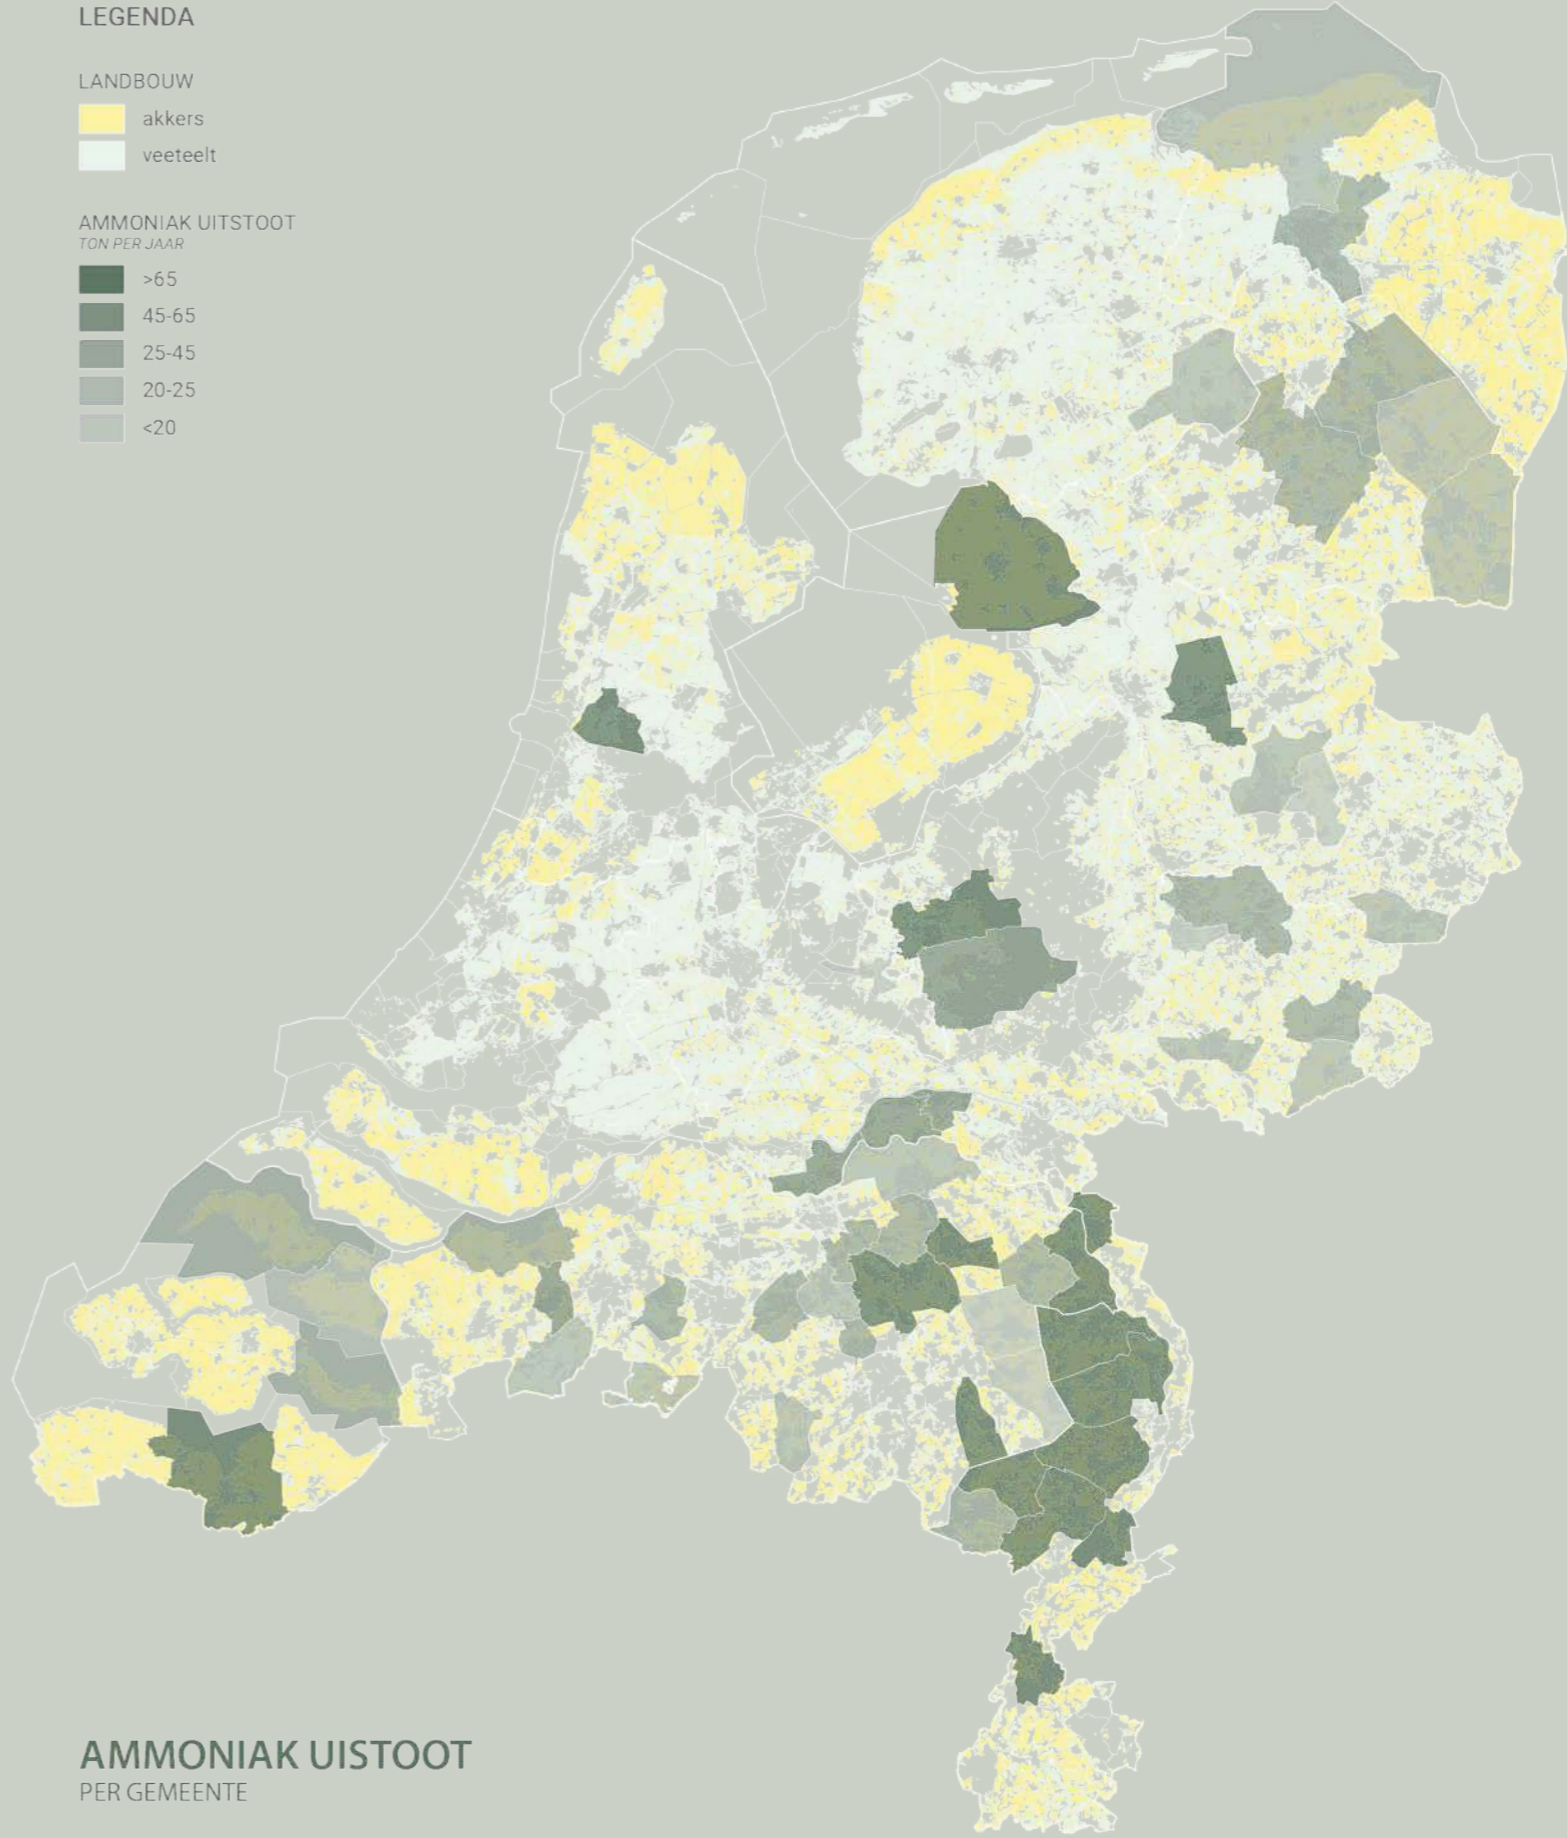 LEGENDA
LANDBOUW
akkers
veeteelt
AMMONIAK UITSTOOT
TON PER JAAR
>65
45-65
25-45
20-25
<20
AMMONIAK UISTOOT
PER GEMEENTE